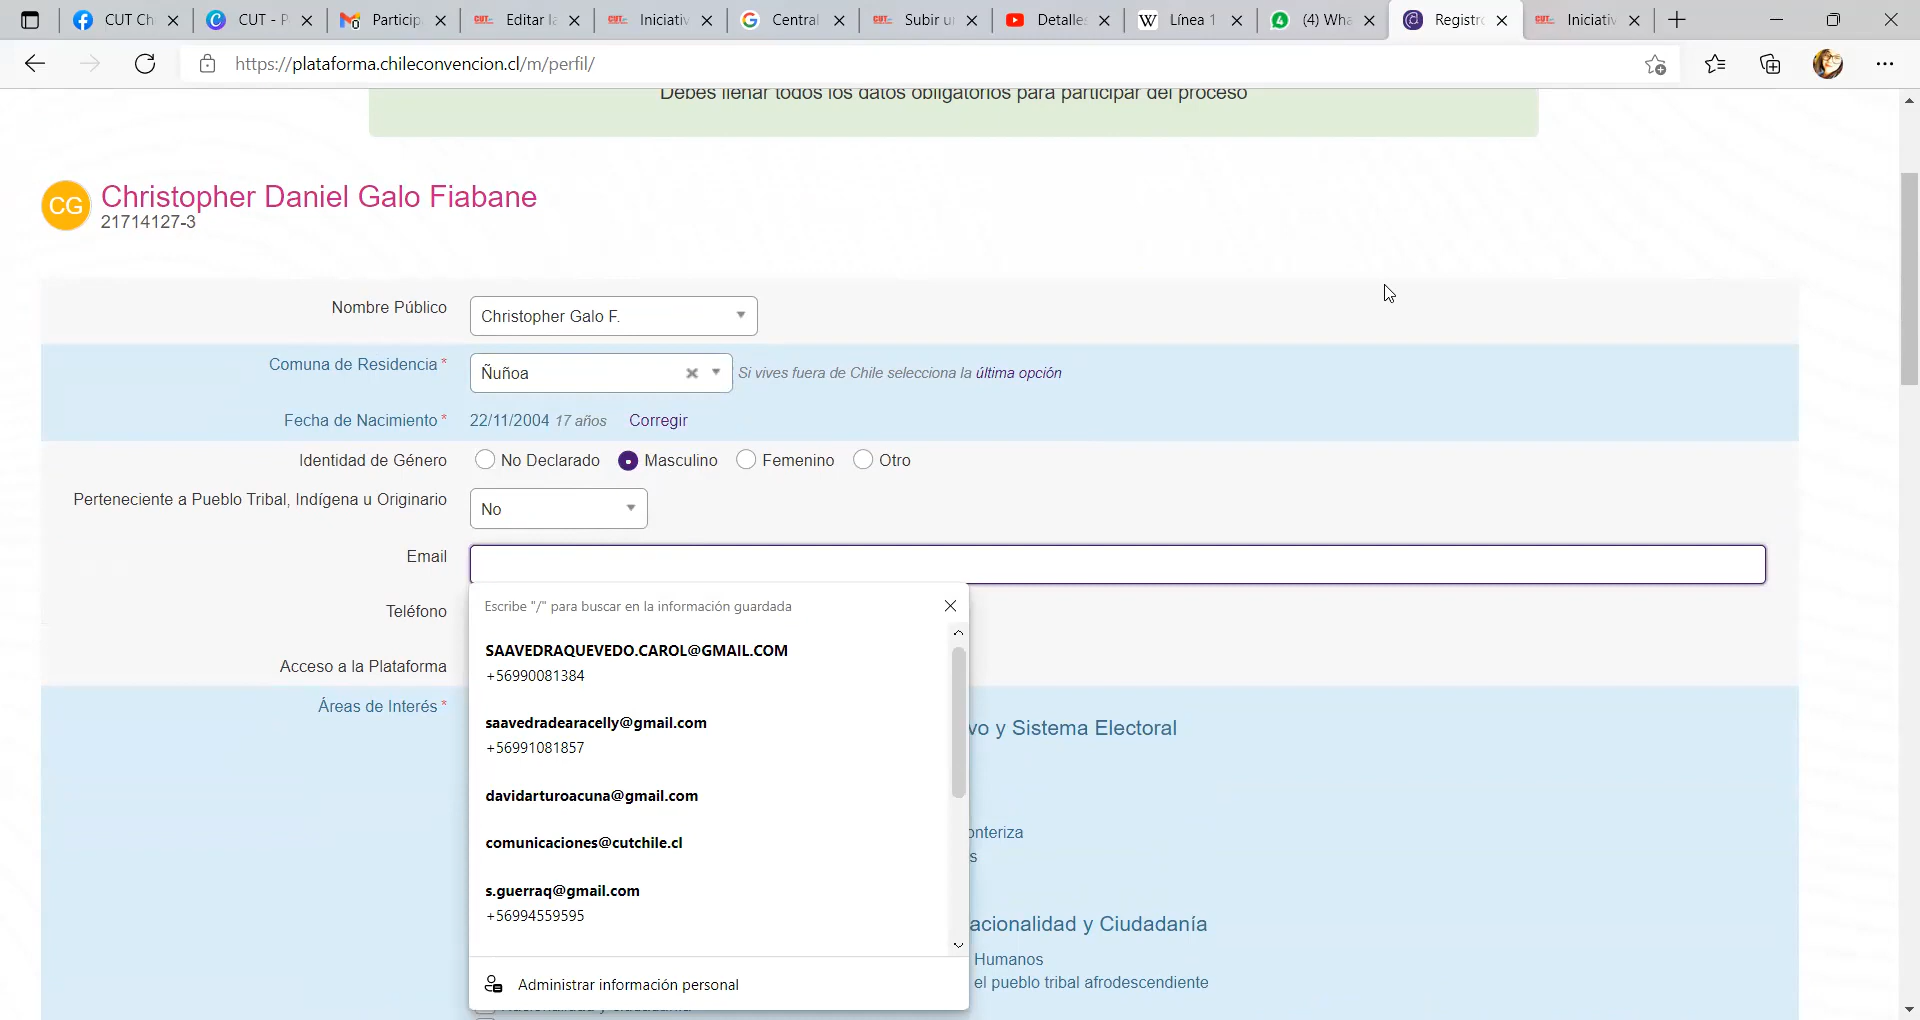 CUT Ch
CUT - P
Particip
Editar la
Iniciativ
Central
Subir u
Detalles
Línea 1
(4) Wha
Registro
Iniciativ
https://plataforma.chileconvencion.cl/m/perfil/
Debes llenar todos los datos obligatorios para participar del proceso
CG
Christopher Daniel Galo Fiabane
21714127-3
Nombre Público
Christopher Galo F.
Comuna de Residencia *
Ñuñoa
Si vives fuera de Chile selecciona la última opción
Fecha de Nacimiento *
22/11/2004 17 años Corregir
Identidad de Género
No Declarado Masculino Femenino Otro
Perteneciente a Pueblo Tribal, Indígena u Originario
No
Email
Escribe "/" para buscar en la información guardada
Teléfono
SAAVEDRAQUEVEDO.CAROL@GMAIL.COM
+56990081384
Acceso a la Plataforma
Áreas de Interés *
saavedradearacelly@gmail.com
+56991081857
vo y Sistema Electoral
davidarturoacuna@gmail.com
onteriza
comunicaciones@cutchile.cl
s
s.guerraq@gmail.com
+56994559595
acionalidad y Ciudadanía
Humanos
el pueblo tribal afrodescendiente
Administrar información personal